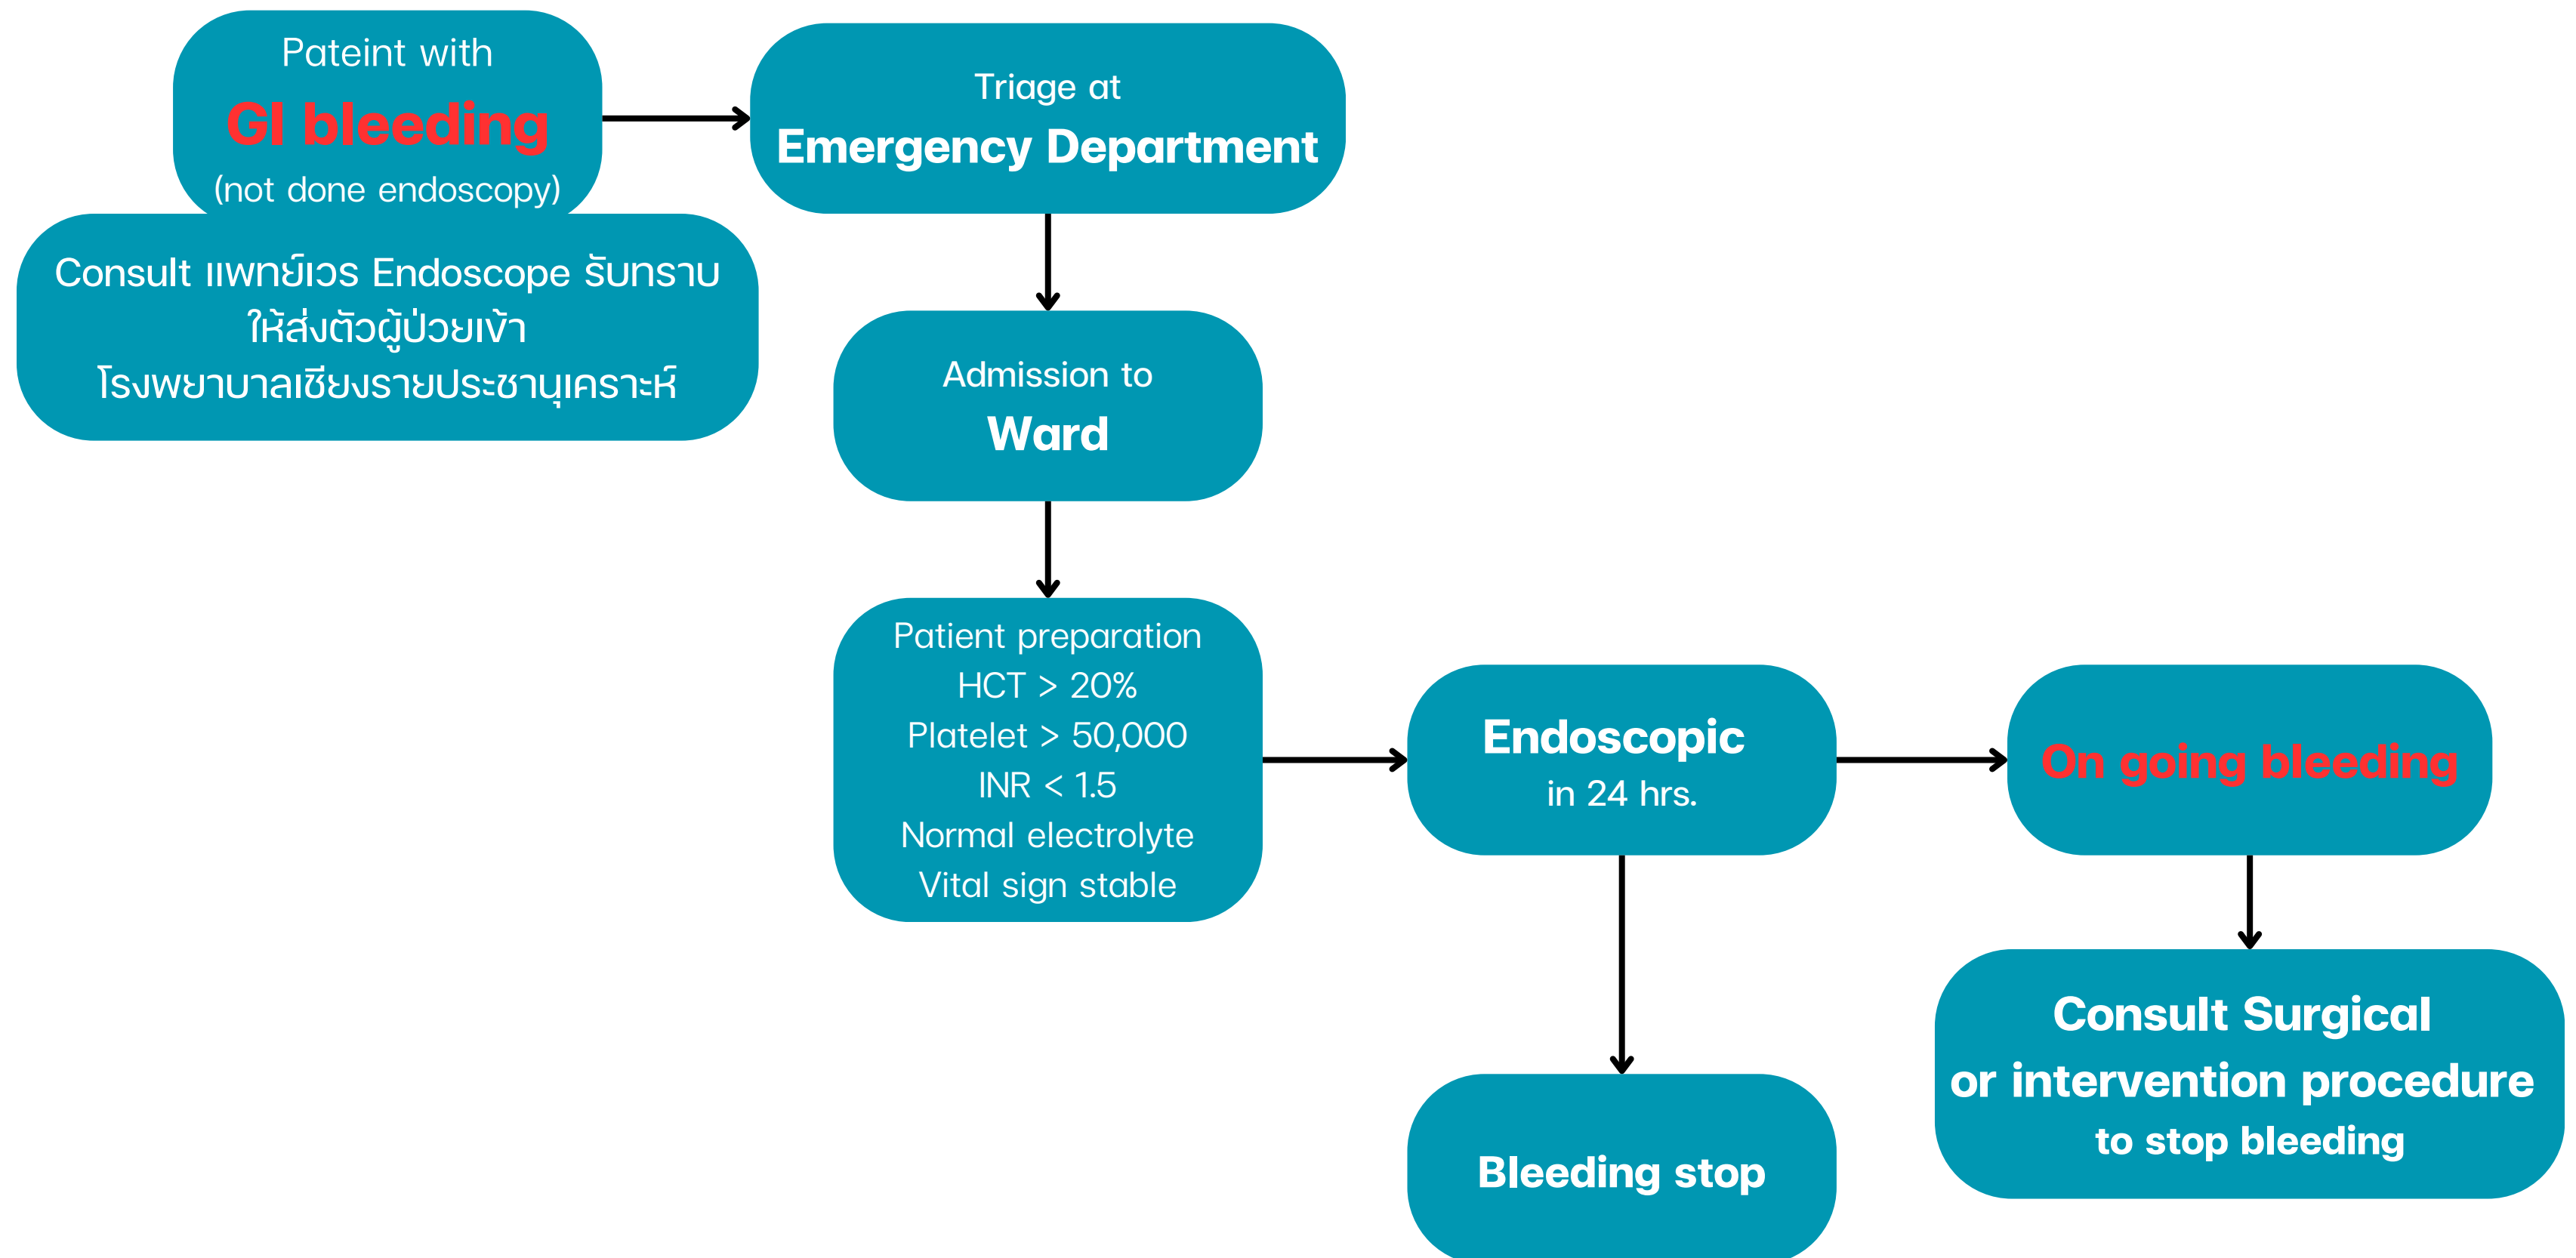 Pateint with
GI bleeding
(not done endoscopy)
Consult แพทย์เวร Endoscope รับทราบ
ให้ส่งตัวผู้ป่วยเข้า
โรงพยาบาลเชียงรายประชานุเคราะห์
Triage at
Emergency Department
Admission to
Ward
Patient preparation
HCT > 20%
Platelet > 50,000
INR < 1.5
Normal electrolyte
Vital sign stable
Endoscopic
in 24 hrs.
On going bleeding
Bleeding stop
Consult Surgical
or intervention procedure
to stop bleeding